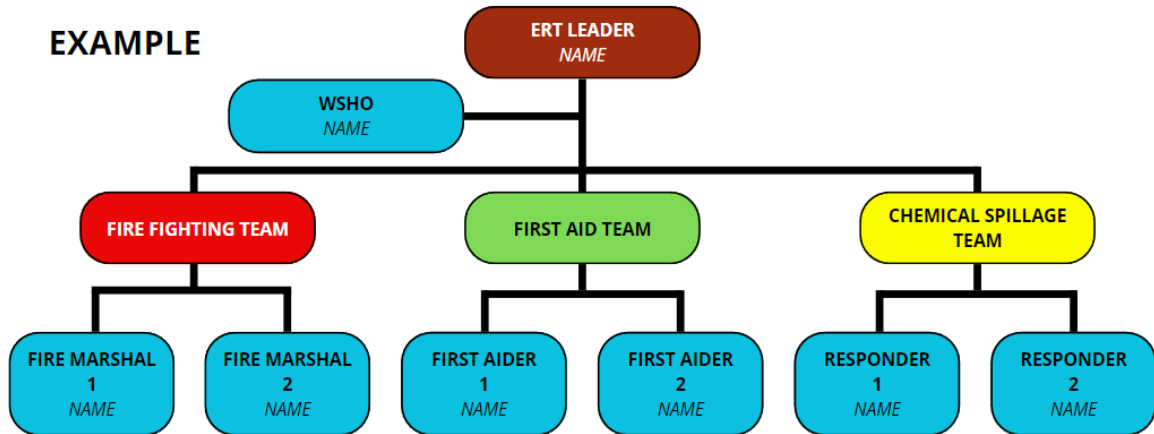 EXAMPLE
ERT LEADER
NAME
WSHO
NAME
FIRE FIGHTING TEAM
FIRST AID TEAM
CHEMICAL SPILLAGE
TEAM
FIRE MARSHAL
1
NAME
FIRE MARSHAL
2
NAME
FIRST AIDER
1
NAME
FIRST AIDER
2
NAME
RESPONDER
1
NAME
RESPONDER
2
NAME